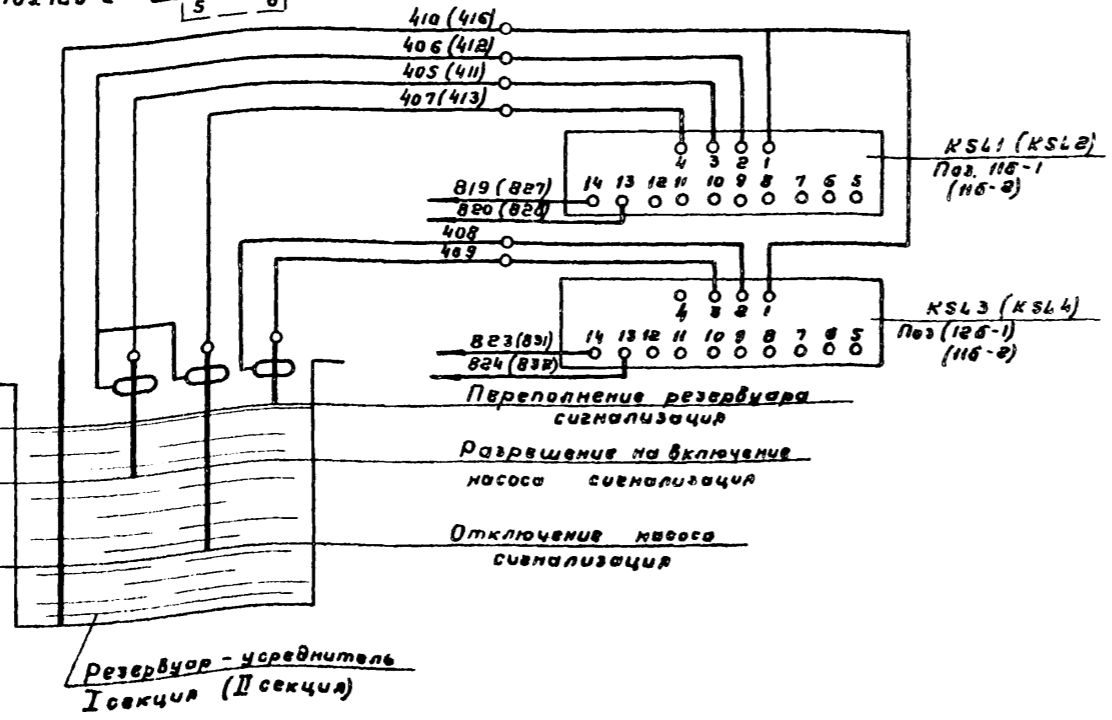 5 6
410 (416)
406 (412)
405 (411)
407 (413)
4 3 2 1
14 13 12 11 10 9 8 7 6 5
KSL1 (KSL2)
Поз. 11б-1
(11б-2)
819 (827)
820 (828)
408
409
4 3 2 1
14 13 12 11 10 9 8 7 6 5
KSL3 (KSL4)
Поз (12б-1)
(11б-2)
823 (831)
824 (832)
Переполнение резервуара
сигнализация
Разрешение на включение
насоса сигнализация
Отключение насоса
сигнализация
Резервуар - усреднитель
I секция (II секция)